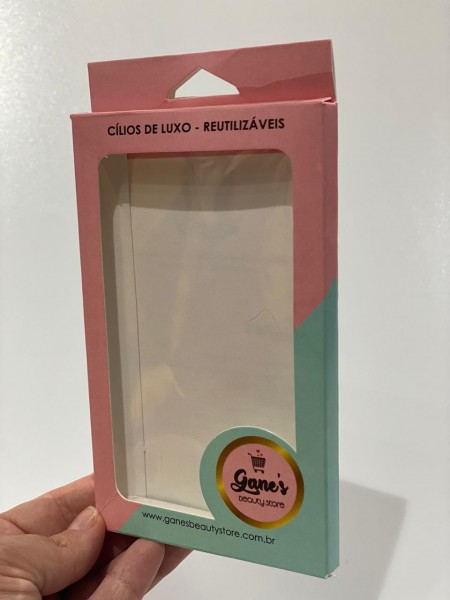 CÍLIOS DE LUXO - REUTILIZÁVEIS
Gane's
beauty store
www.ganesbeautystore.com.br